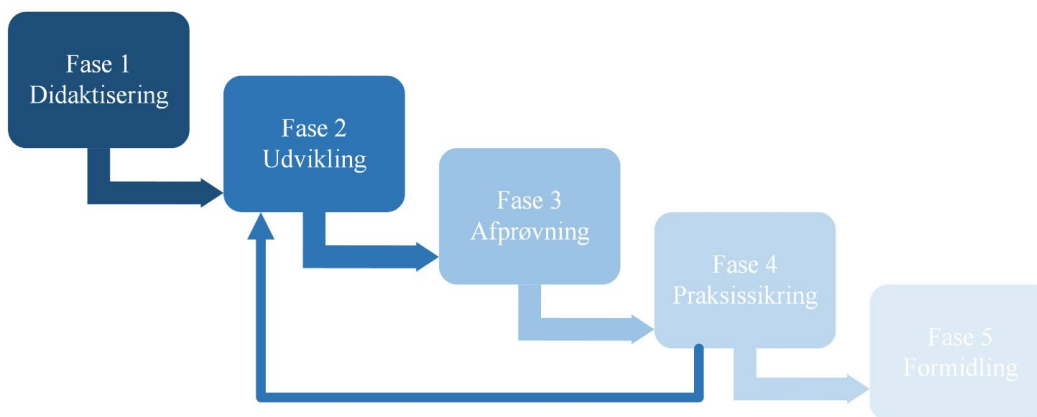 Fase 1
Didaktisering
Fase 2
Udvikling
Fase 3
Afprøvning
Fase 4
Praksissikring
Fase 5
Formidling